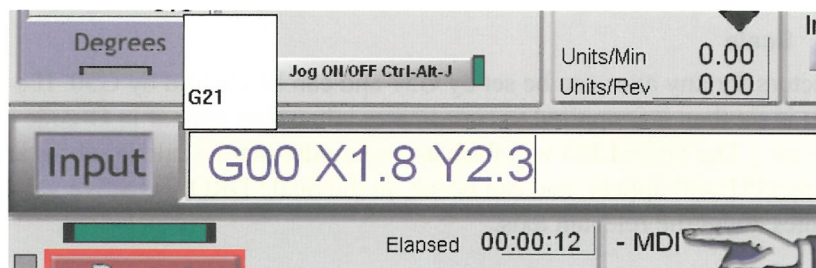 Degrees
G21
Jog ON/OFF Ctrl-Alt-J
Units/Min 0.00
Units/Rev 0.00
Input G00 X1.8 Y2.3
Elapsed 00:00:12 - MDI